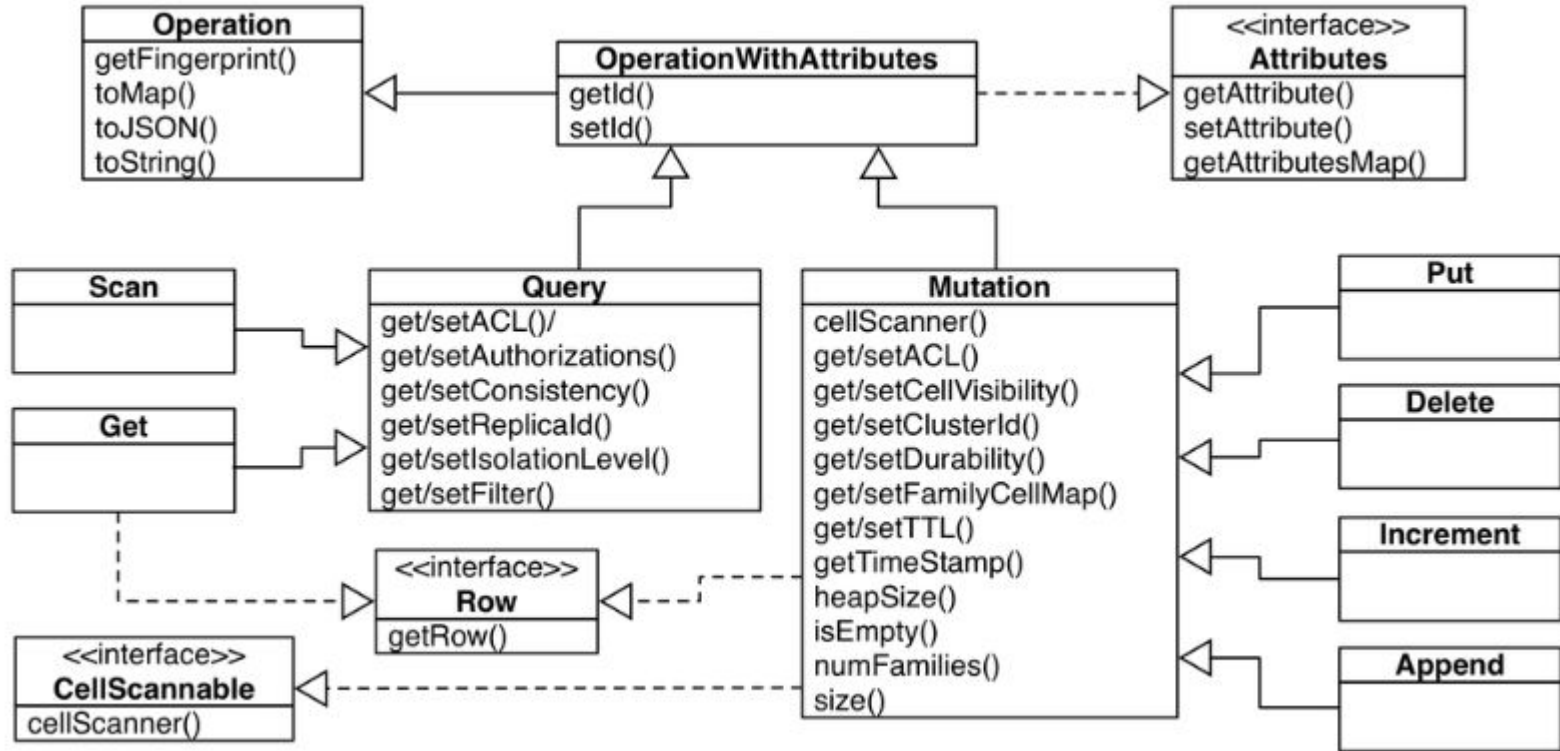 Operation
getFingerprint()
toMap()
toJSON()
toString()
OperationWithAttributes
getId()
setId()
<<interface>>
Attributes
getAttribute()
setAttribute()
getAttributesMap()
Scan
Get
Query
get/setACL()/
get/setAuthorizations()
get/setConsistency()
get/setReplicaId()
get/setIsolationLevel()
get/setFilter()
Mutation
cellScanner()
get/setACL()
get/setCellVisibility()
get/setClusterId()
get/setDurability()
get/setFamilyCellMap()
get/setTTL()
getTimeStamp()
heapSize()
isEmpty()
numFamilies()
size()
Put
Delete
Increment
Append
<<interface>>
Row
getRow()
<<interface>>
CellScannable
cellScanner()